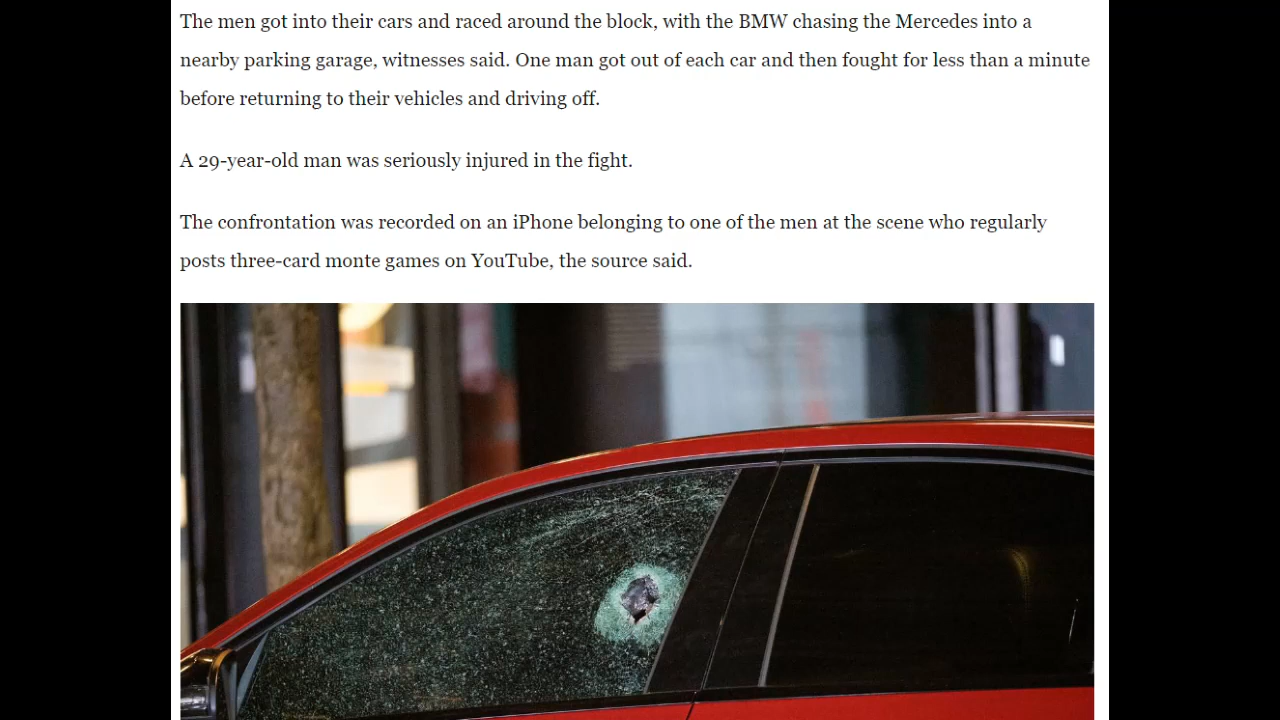 The men got into their cars and raced around the block, with the BMW chasing the Mercedes into a
nearby parking garage, witnesses said. One man got out of each car and then fought for less than a minute
before returning to their vehicles and driving off.
A 29-year-old man was seriously injured in the fight.
The confrontation was recorded on an iPhone belonging to one of the men at the scene who regularly
posts three-card monte games on YouTube, the source said.